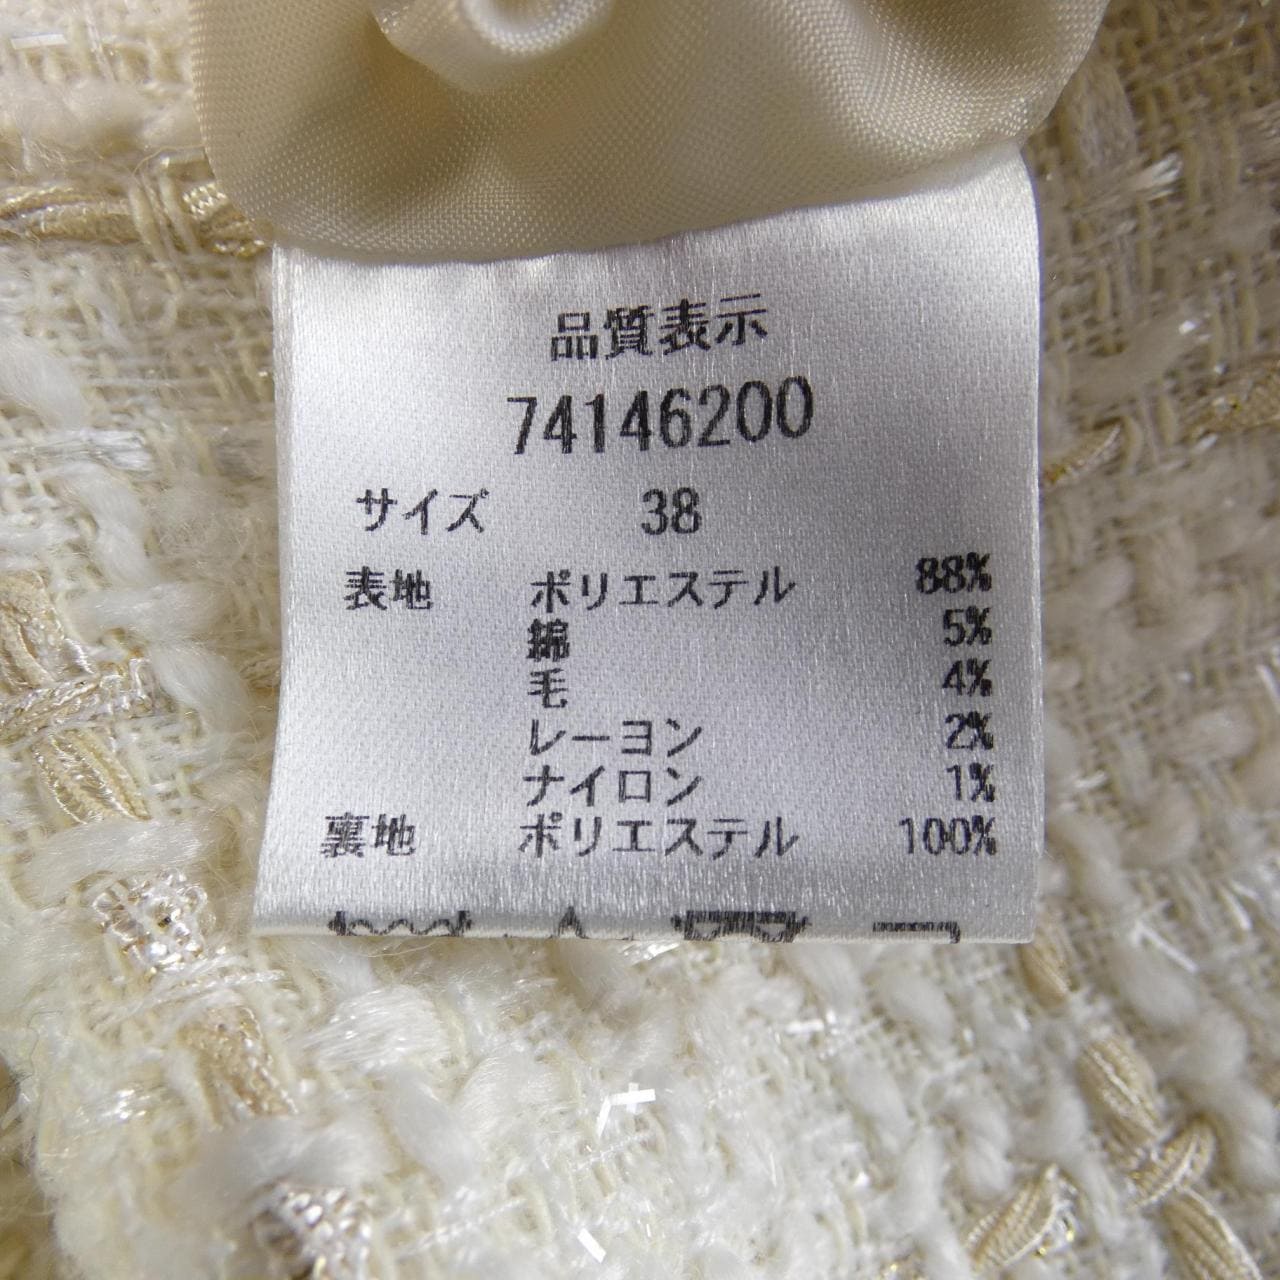 品質表示
74146200
サイズ 38
表地 ポリエステル 88%
綿 5%
毛 4%
レーヨン 2%
ナイロン 1%
裏地 ポリエステル 100%